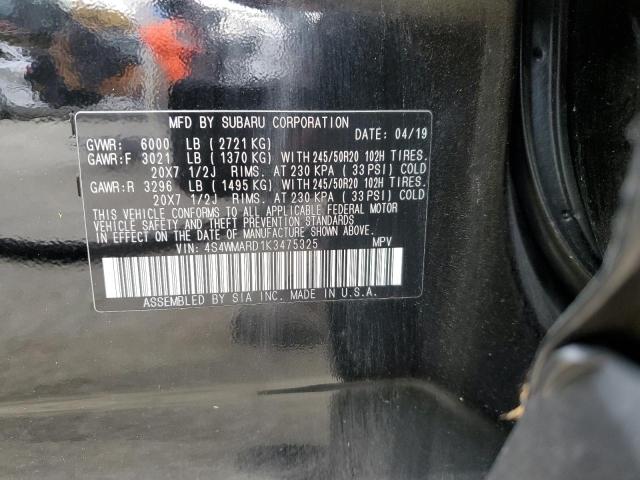 MFD BY SUBARU CORPORATION
DATE: 04/19
GVWR: 6000 LB ( 2721 KG)
GAWR:F 3021 LB ( 1370 KG) WITH 245/50R20 102H TIRES.
20X7 1/2J RIMS. AT 230 KPA ( 33 PSI) COLD
GAWR:R 3296 LB ( 1495 KG) WITH 245/50R20 102H TIRES.
20X7 1/2J RIMS. AT 230 KPA ( 33 PSI) COLD
THIS VEHICLE CONFORMS TO ALL APPLICABLE FEDERAL MOTOR
VEHICLE SAFETY AND THEFT PREVENTION STANDARDS
IN EFFECT ON THE DATE OF MANUFACTURE SHOWN ABOVE.
VIN: 4S4WMARD1K3475325 MPV
ASSEMBLED BY SIA INC. MADE IN U.S.A.